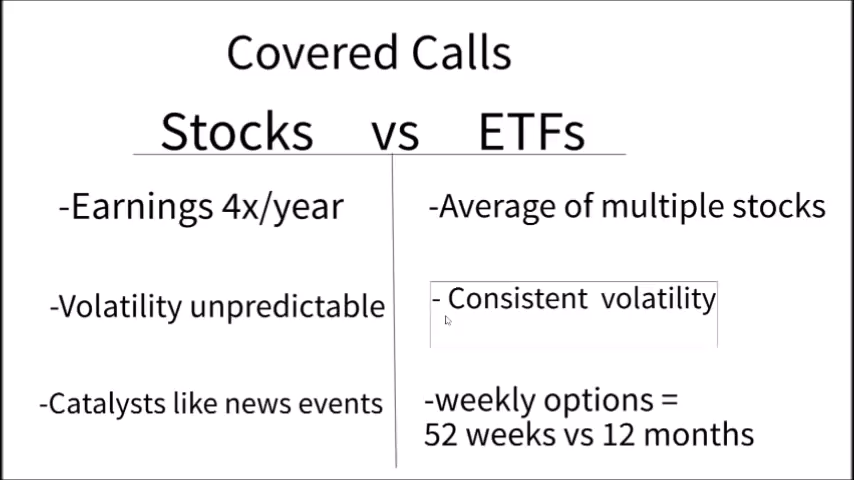 Covered Calls
Stocks vs ETFs
-Earnings 4x/year
-Average of multiple stocks
-Volatility unpredictable
- Consistent volatility
-Catalysts like news events
-weekly options =
52 weeks vs 12 months